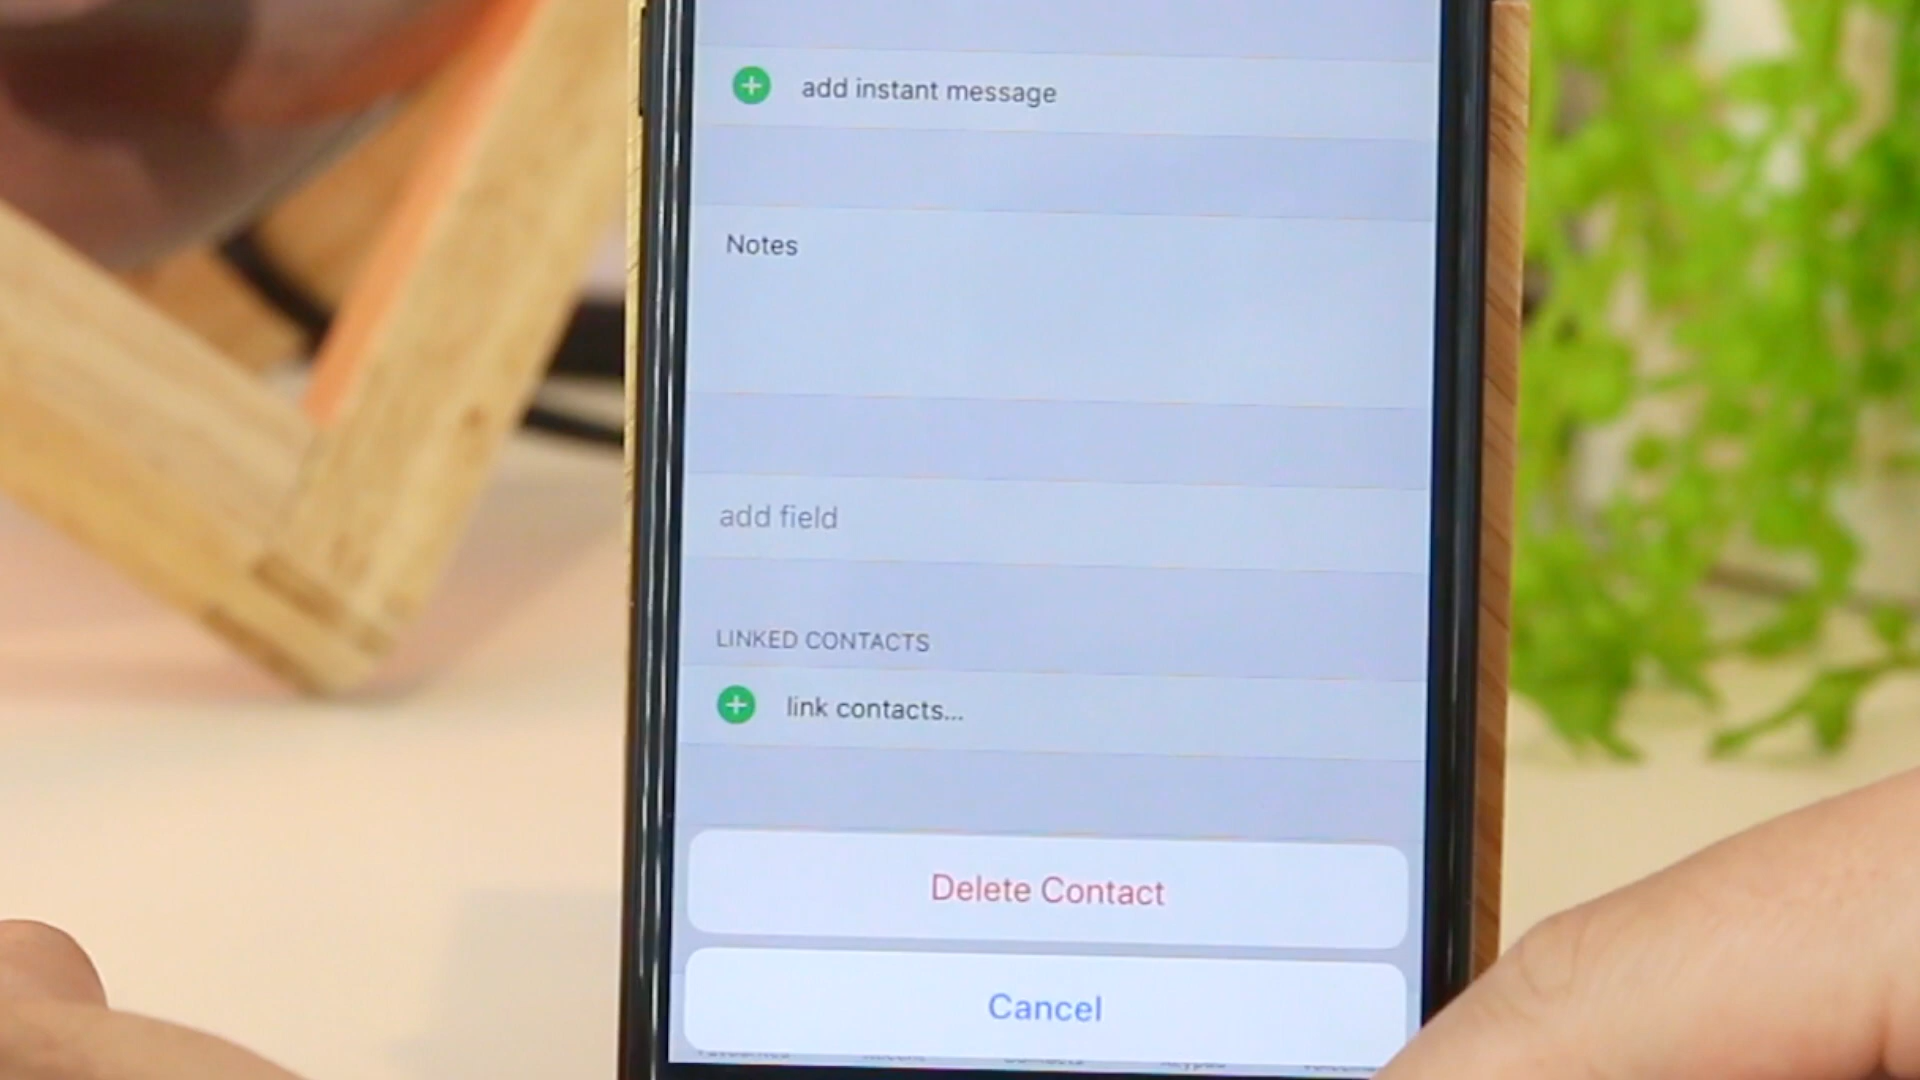 add instant message
Notes
add field
LINKED CONTACTS
link contacts...
Delete Contact
Cancel